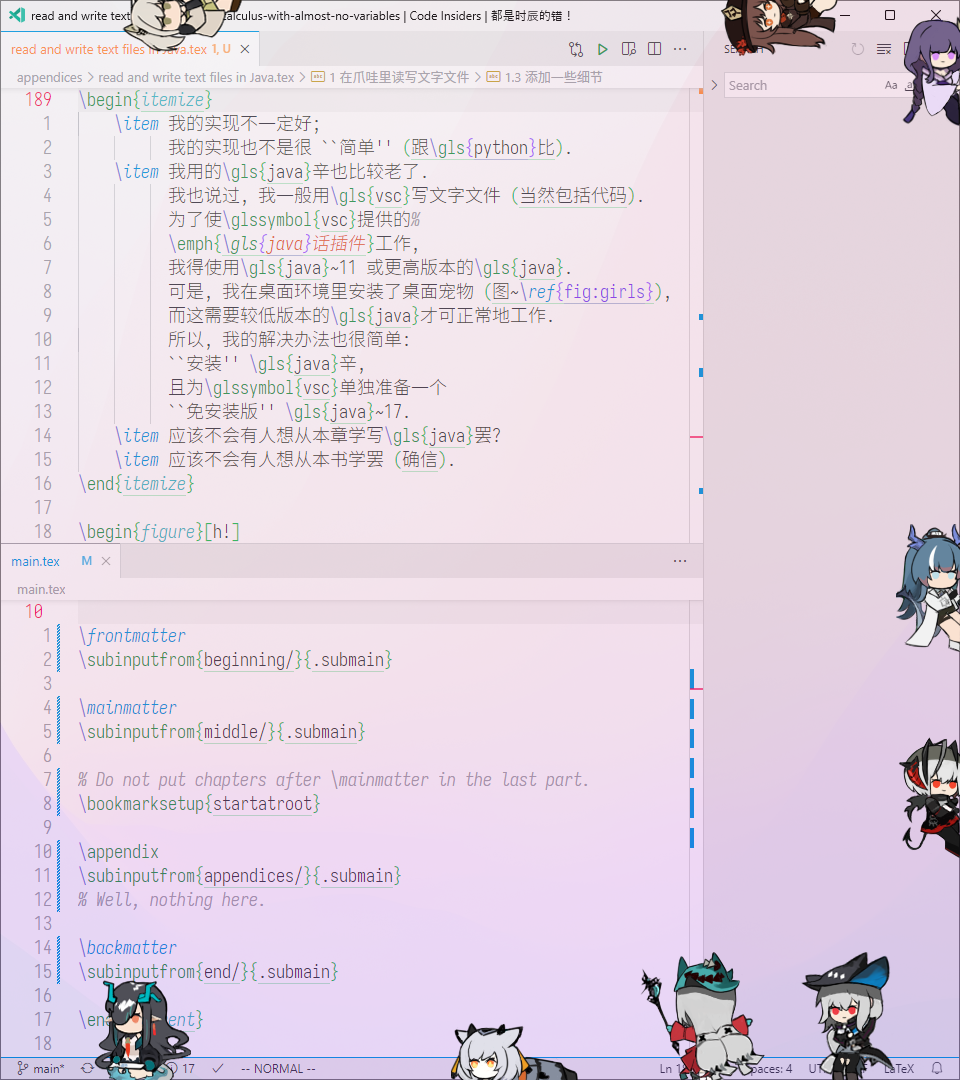 read and write text alculus-with-almost-no-variables | Code Insiders | 都是时辰的错！
read and write text files in Java.tex 1, U
SEARCH
appendices > read and write text files in Java.tex > 1 在爪哇里读写文字文件 > 1.3 添加一些细节
Search
Aa
189 \begin{itemize}
1 \item 我的实现不一定好；
2 我的实现也不是很 ``简单'' (跟\gls{python}比).
3 \item 我用的\gls{java}辛也比较老了.
4 我也说过, 我一般用\gls{vsc}写文字文件 (当然包括代码).
5 为了使\glssymbol{vsc}提供的%
6 \emph{\gls{java}话插件}工作,
7 我得使用\gls{java}~11 或更高版本的\gls{java}.
8 可是, 我在桌面环境里安装了桌面宠物 (图~\ref{fig:girls}),
9 而这需要较低版本的\gls{java}才可正常地工作.
10 所以, 我的解决办法也很简单:
11 ``安装'' \gls{java}辛,
12 且为\glssymbol{vsc}单独准备一个
13 ``免安装版'' \gls{java}~17.
14 \item 应该不会有人想从本章学写\gls{java}罢?
15 \item 应该不会有人想从本书学罢 (确信).
16 \end{itemize}
17
18 \begin{figure}[h!]
main.tex M
main.tex
10
1 \frontmatter
2 \subinputfrom{beginning/}{.submain}
3
4 \mainmatter
5 \subinputfrom{middle/}{.submain}
6
7 % Do not put chapters after \mainmatter in the last part.
8 \bookmarksetup{startatroot}
9
10 \appendix
11 \subinputfrom{appendices/}{.submain}
12 % Well, nothing here.
13
14 \backmatter
15 \subinputfrom{end/}{.submain}
16
17 \en ent}
18
main* 17 -- NORMAL -- Ln 1 paces: 4 UT LaTeX